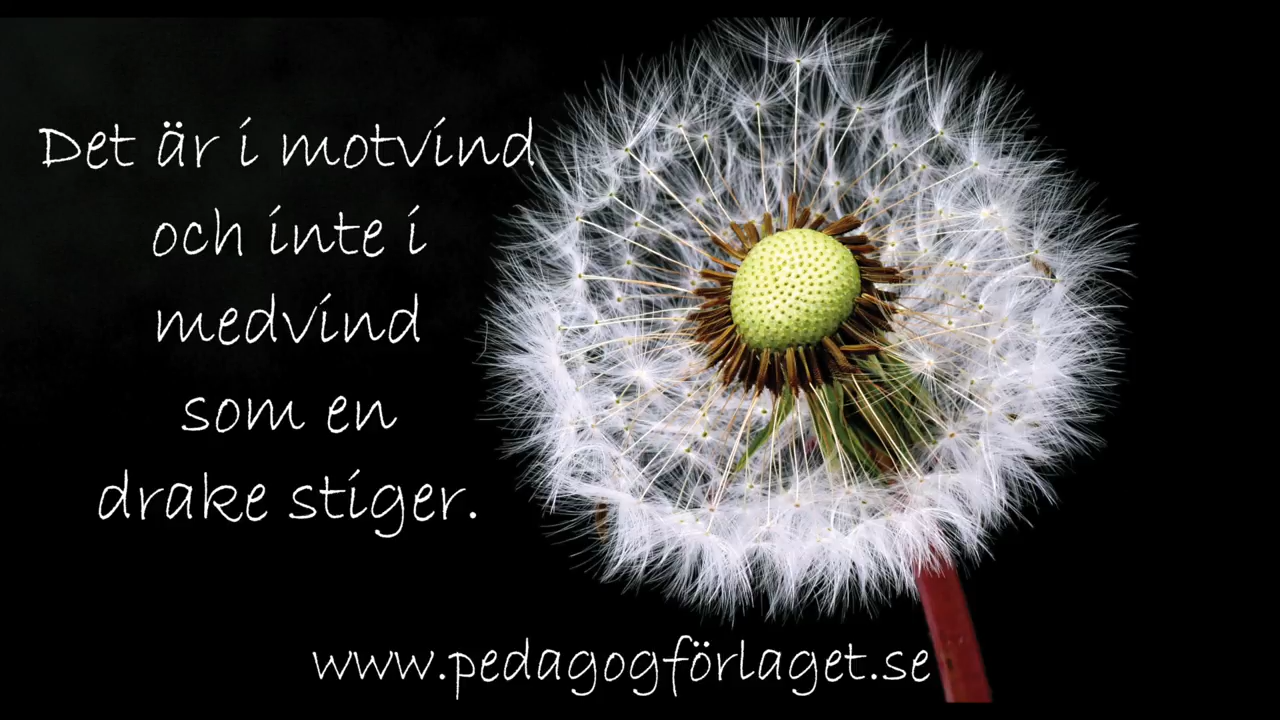 Det är i motvind
och inte i
medvind
som en
drake stiger.
www.pedagogförlaget.se